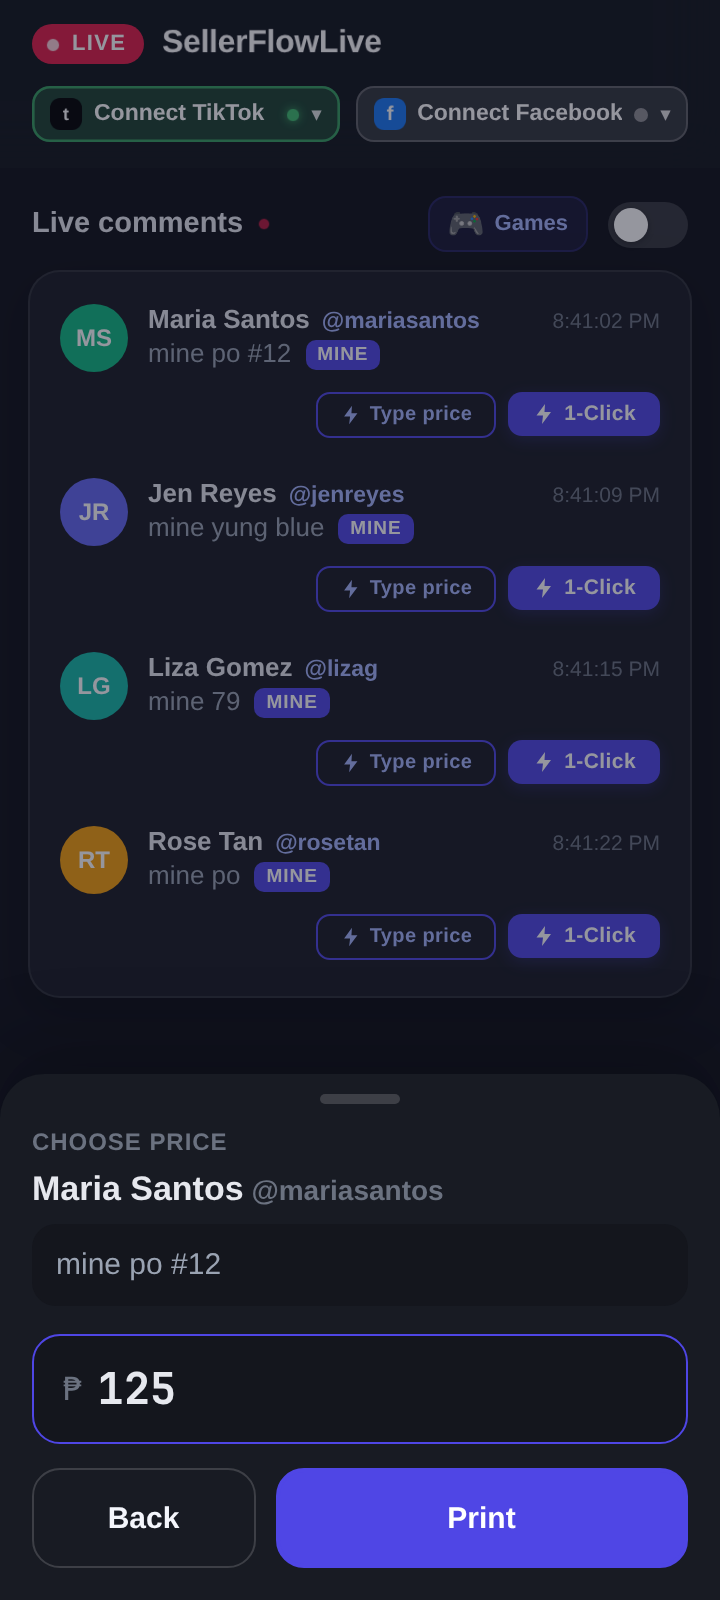 LIVE SellerFlowLive
t Connect TikTok ▼ f Connect Facebook ▼
Live comments 🎮 Games
MS Maria Santos @mariasantos 8:41:02 PM
mine po #12 MINE
Type price 1-Click
JR Jen Reyes @jenreyes 8:41:09 PM
mine yung blue MINE
Type price 1-Click
LG Liza Gomez @lizag 8:41:15 PM
mine 79 MINE
Type price 1-Click
RT Rose Tan @rosetan 8:41:22 PM
mine po MINE
Type price 1-Click
CHOOSE PRICE
Maria Santos @mariasantos
mine po #12
₱ 125
Back Print